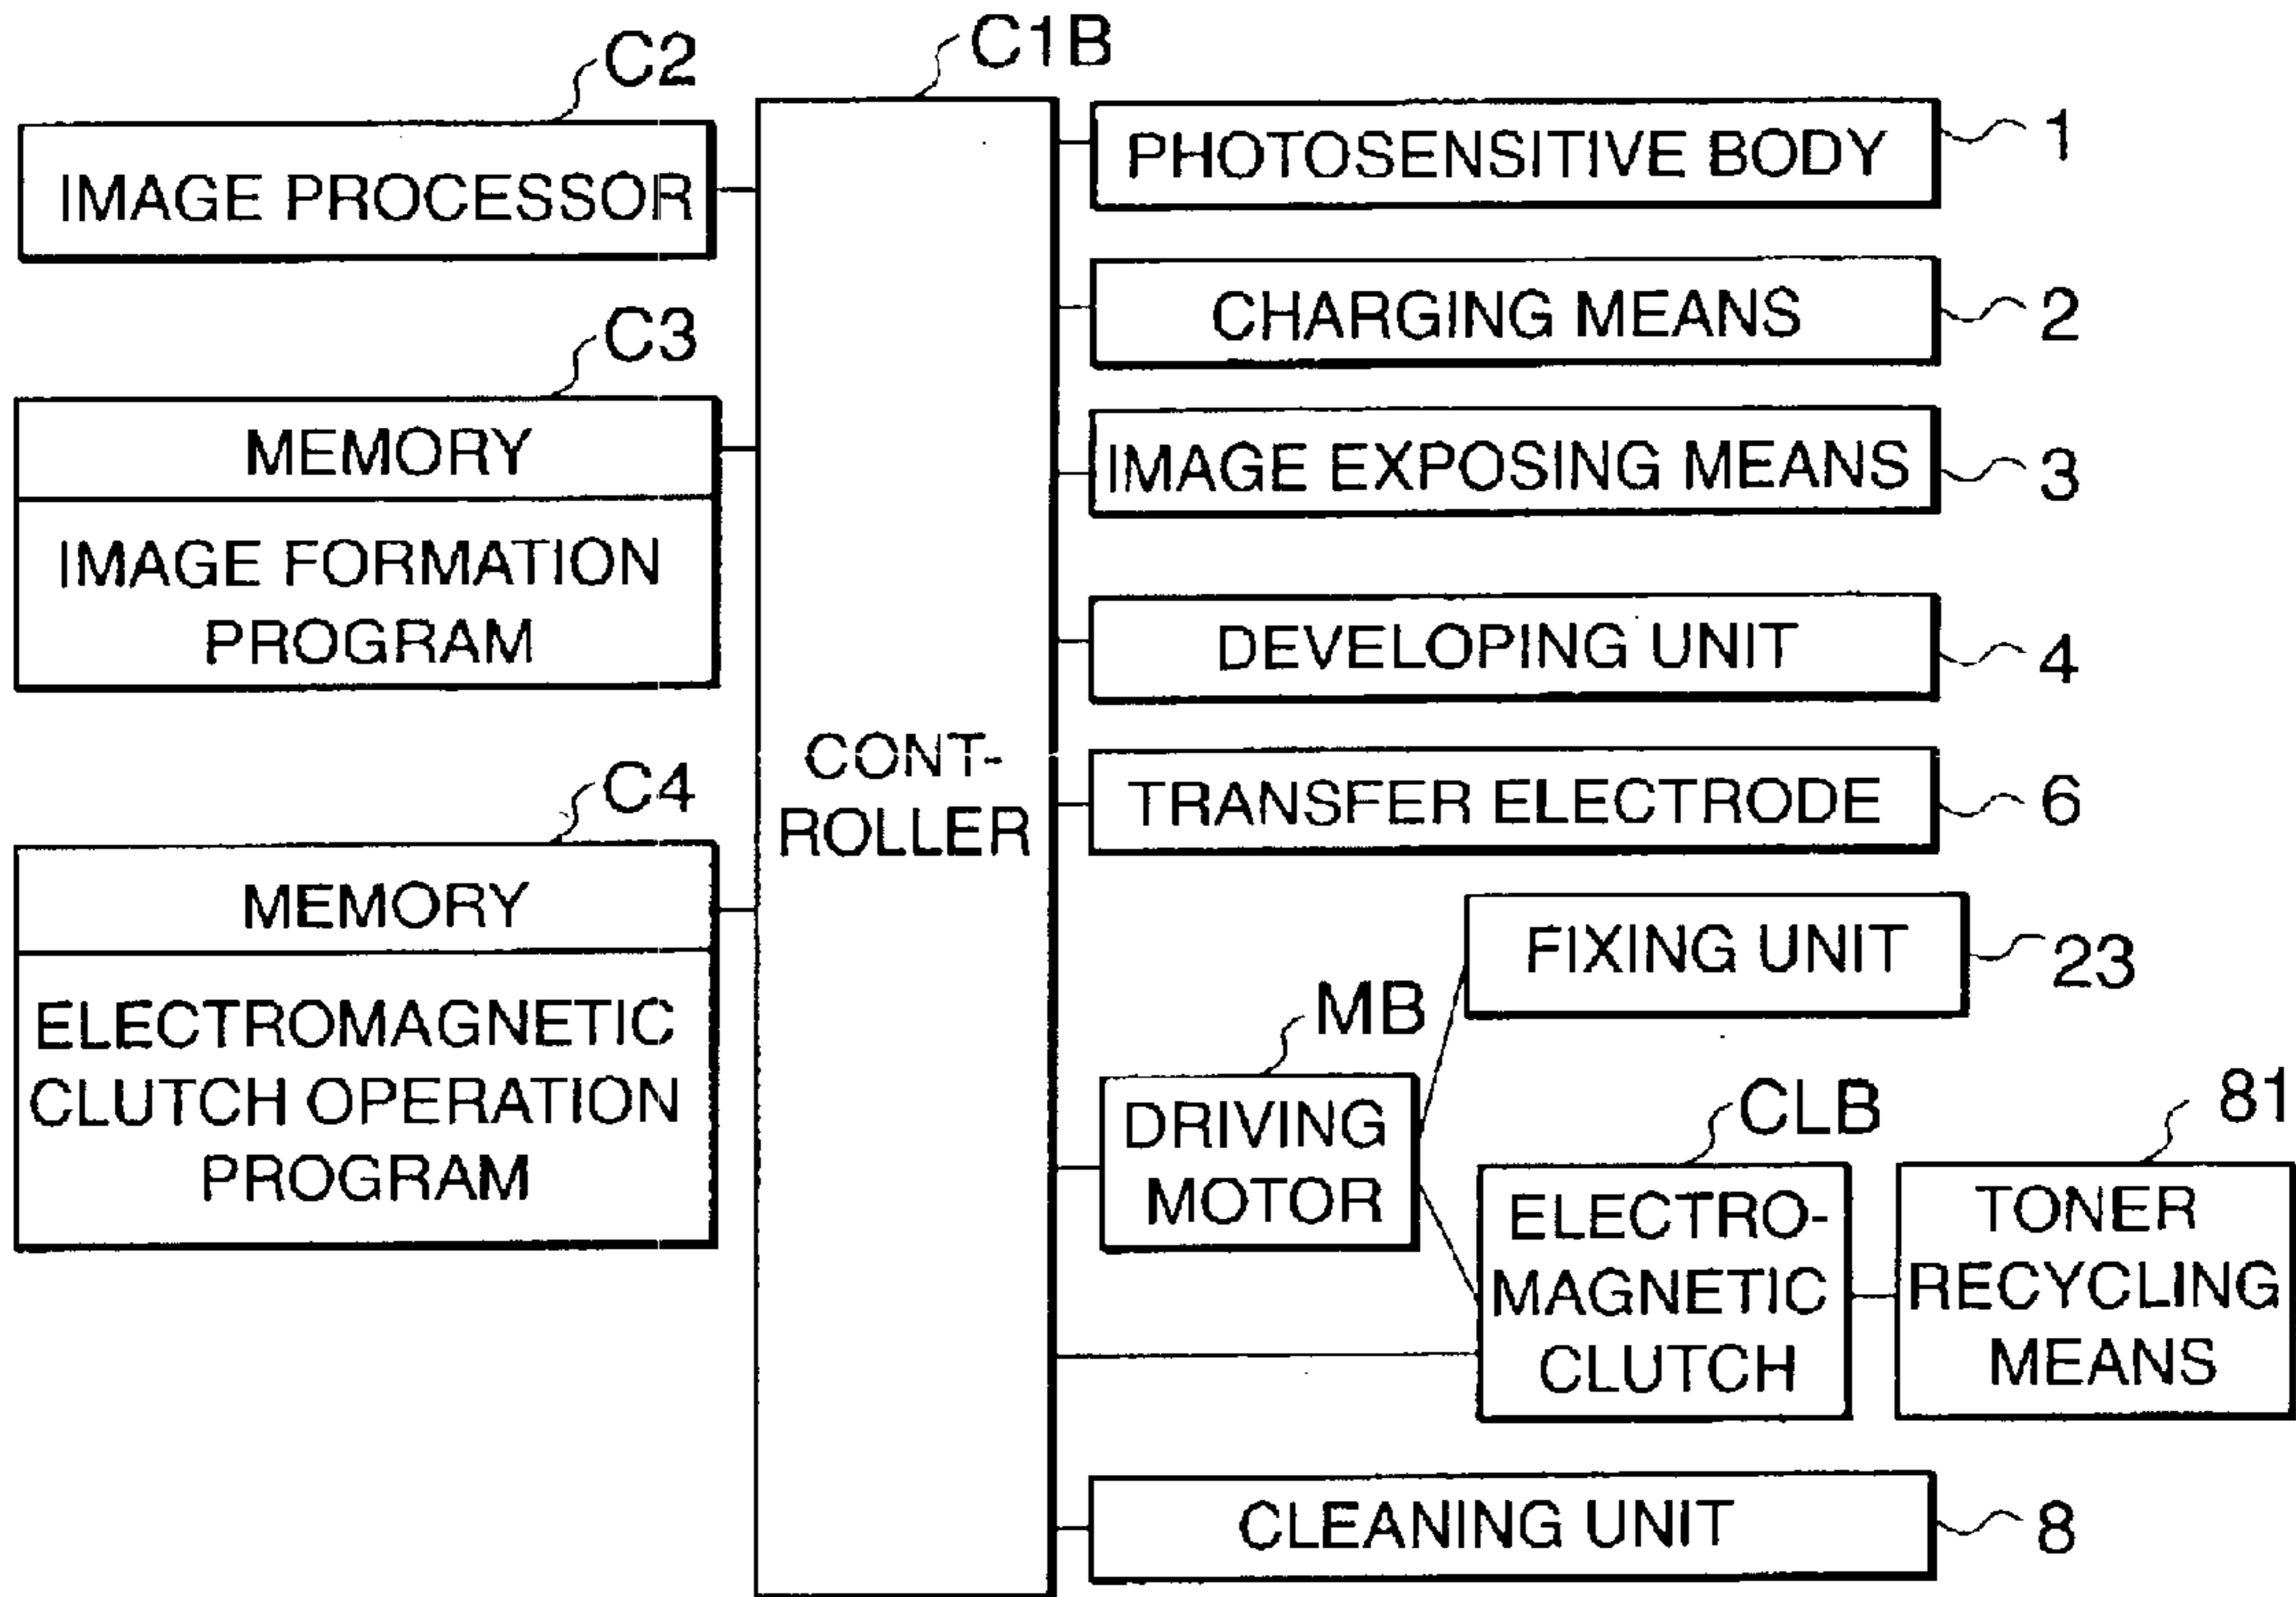 C2
IMAGE PROCESSOR
C3
MEMORY
IMAGE FORMATION
PROGRAM
C4
MEMORY
ELECTROMAGNETIC
CLUTCH OPERATION
PROGRAM
C1B
CONT-
ROLLER
PHOTOSENSITIVE BODY
1
CHARGING MEANS
2
IMAGE EXPOSING MEANS
3
DEVELOPING UNIT
4
TRANSFER ELECTRODE
6
FIXING UNIT
23
MB
DRIVING
MOTOR
CLB
ELECTRO-
MAGNETIC
CLUTCH
81
TONER
RECYCLING
MEANS
CLEANING UNIT
8